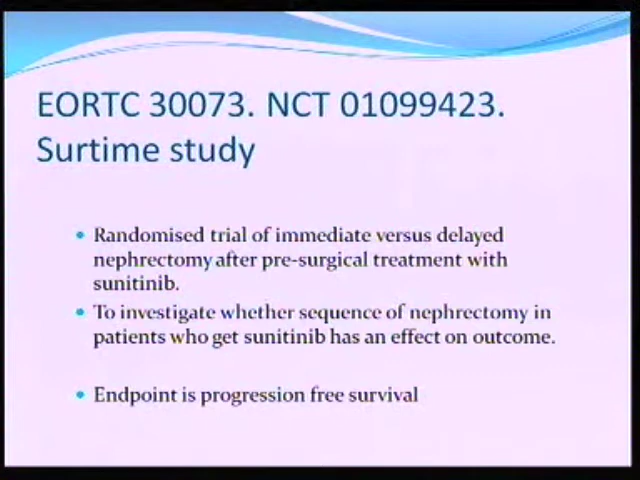 EORTC 30073. NCT 01099423.
Surtime study
Randomised trial of immediate versus delayed
nephrectomy after pre-surgical treatment with
sunitinib.
To investigate whether sequence of nephrectomy in
patients who get sunitinib has an effect on outcome.
Endpoint is progression free survival